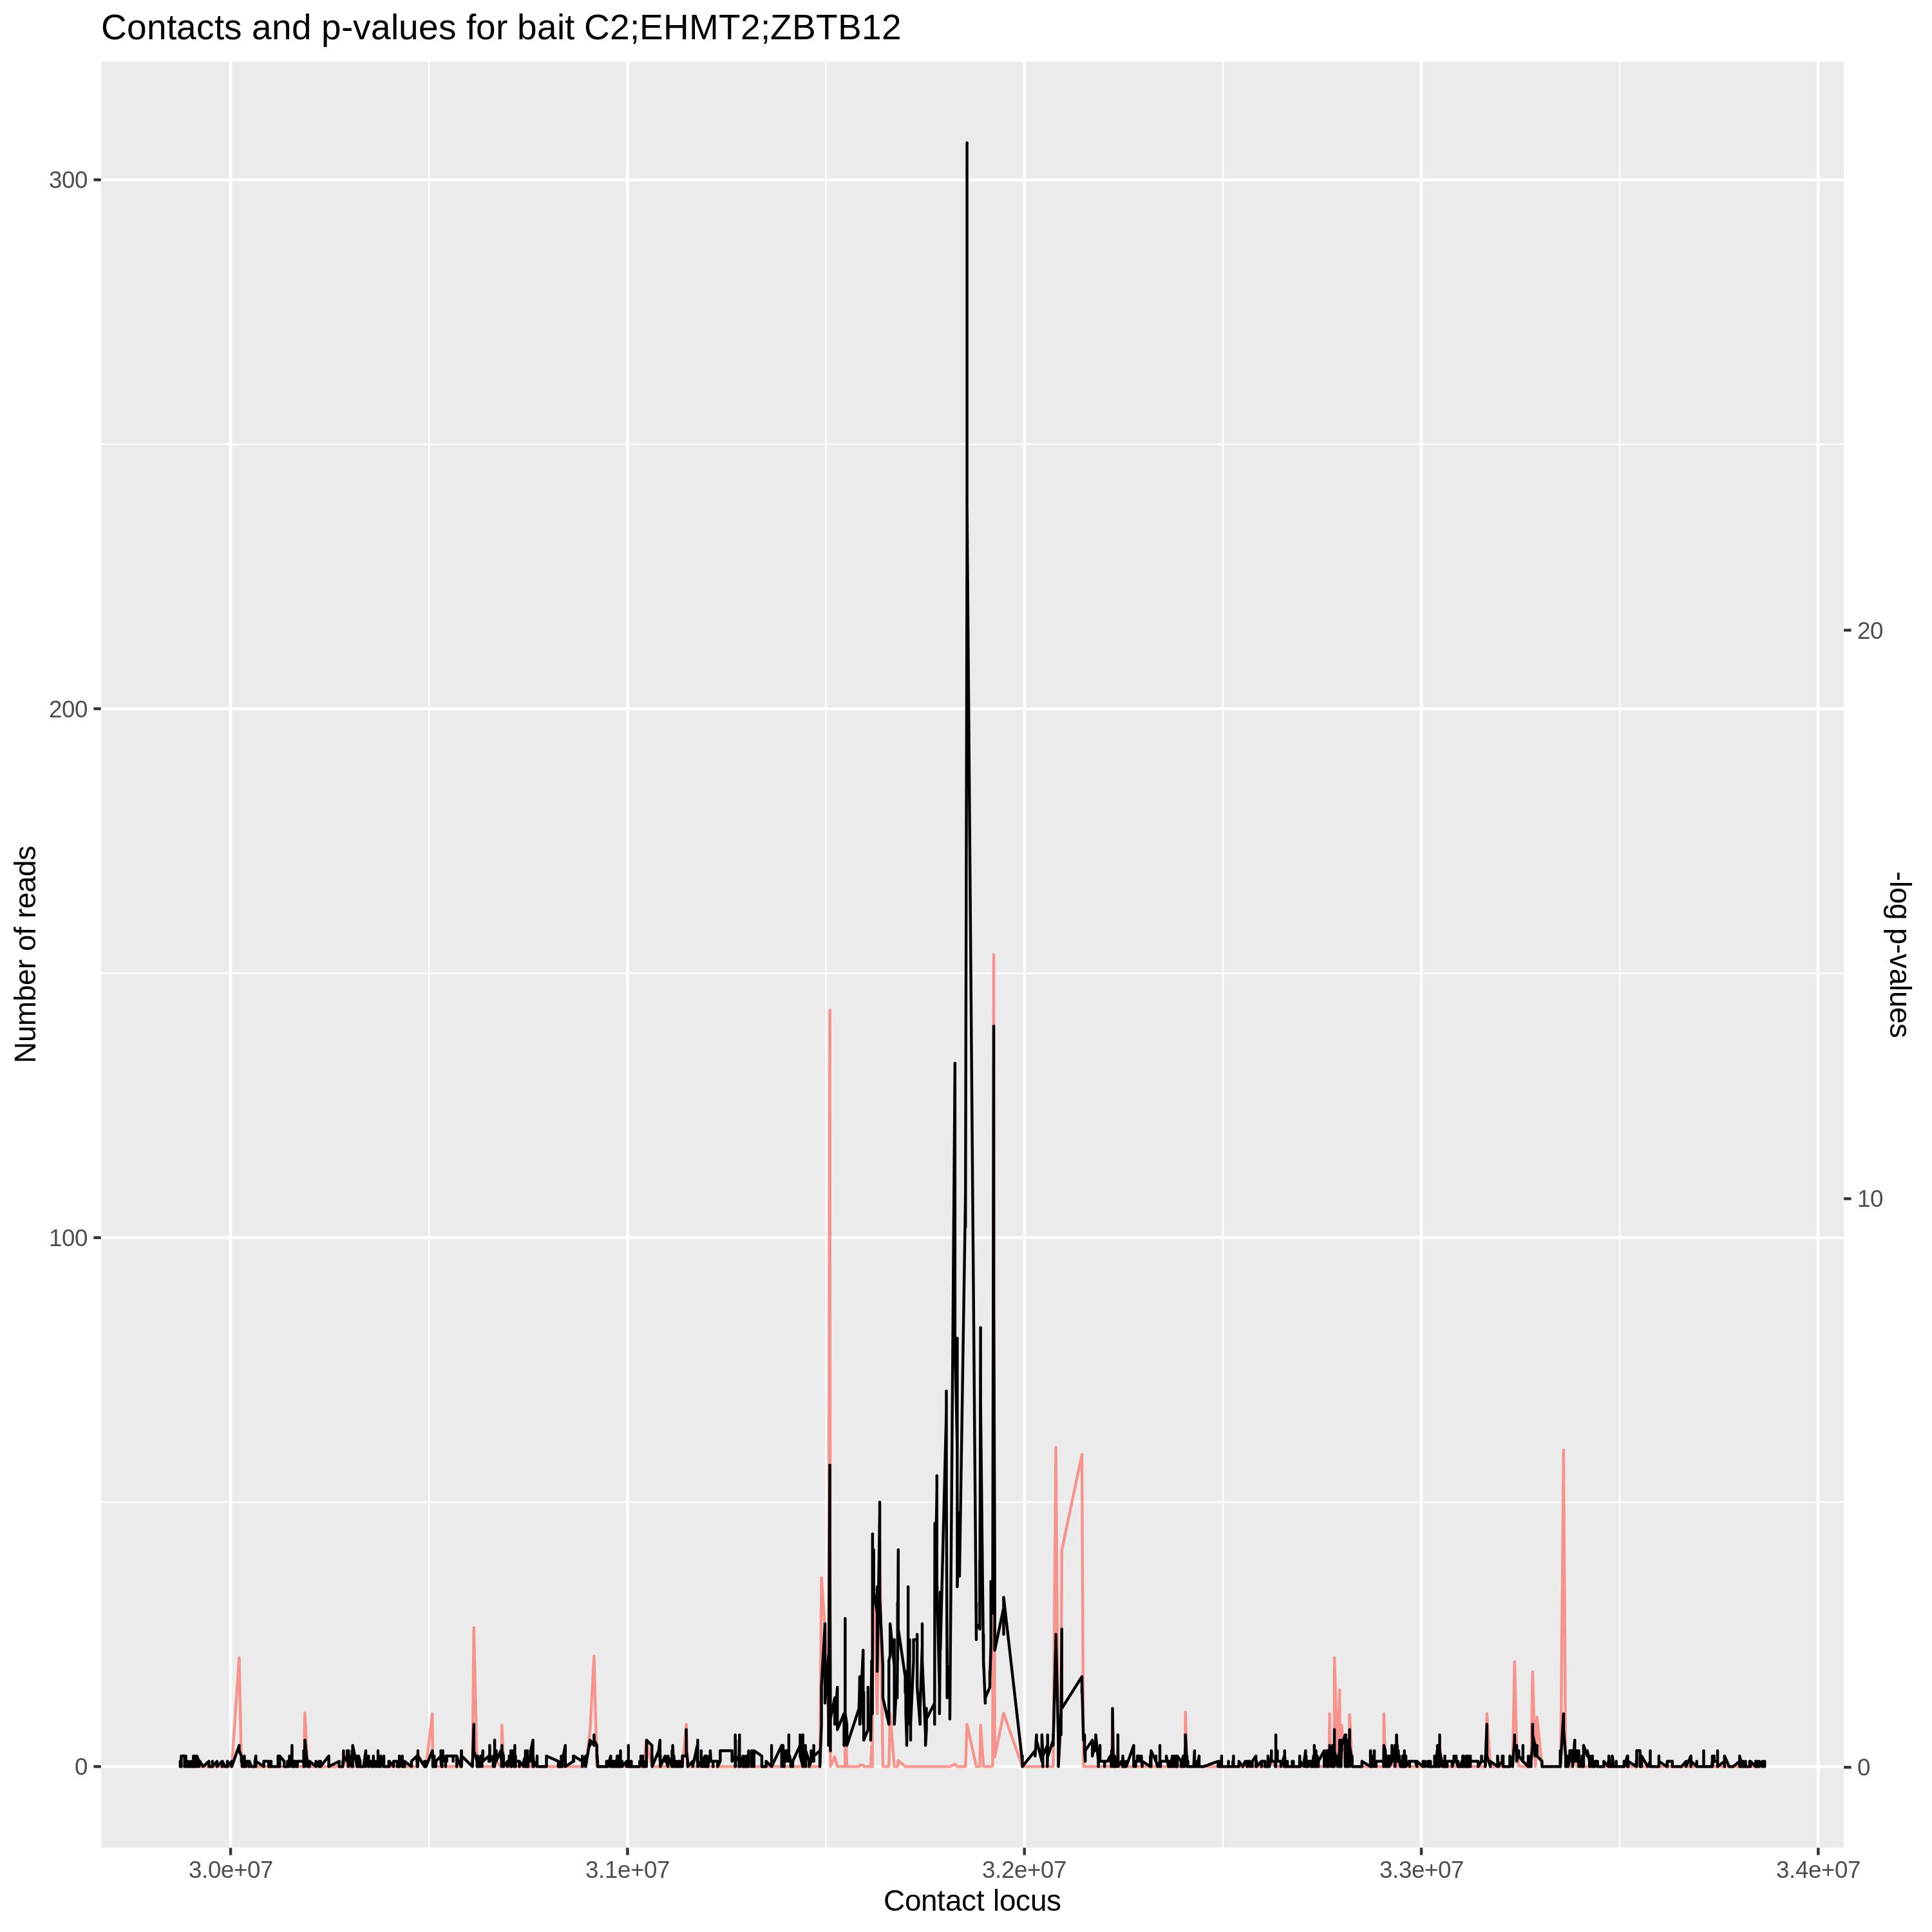 Contacts and p-values for bait C2;EHMT2;ZBTB12
300
200
100
0
Number of reads
20
10
0
-log p-values
3.0e+07
3.1e+07
3.2e+07
3.3e+07
3.4e+07
Contact locus